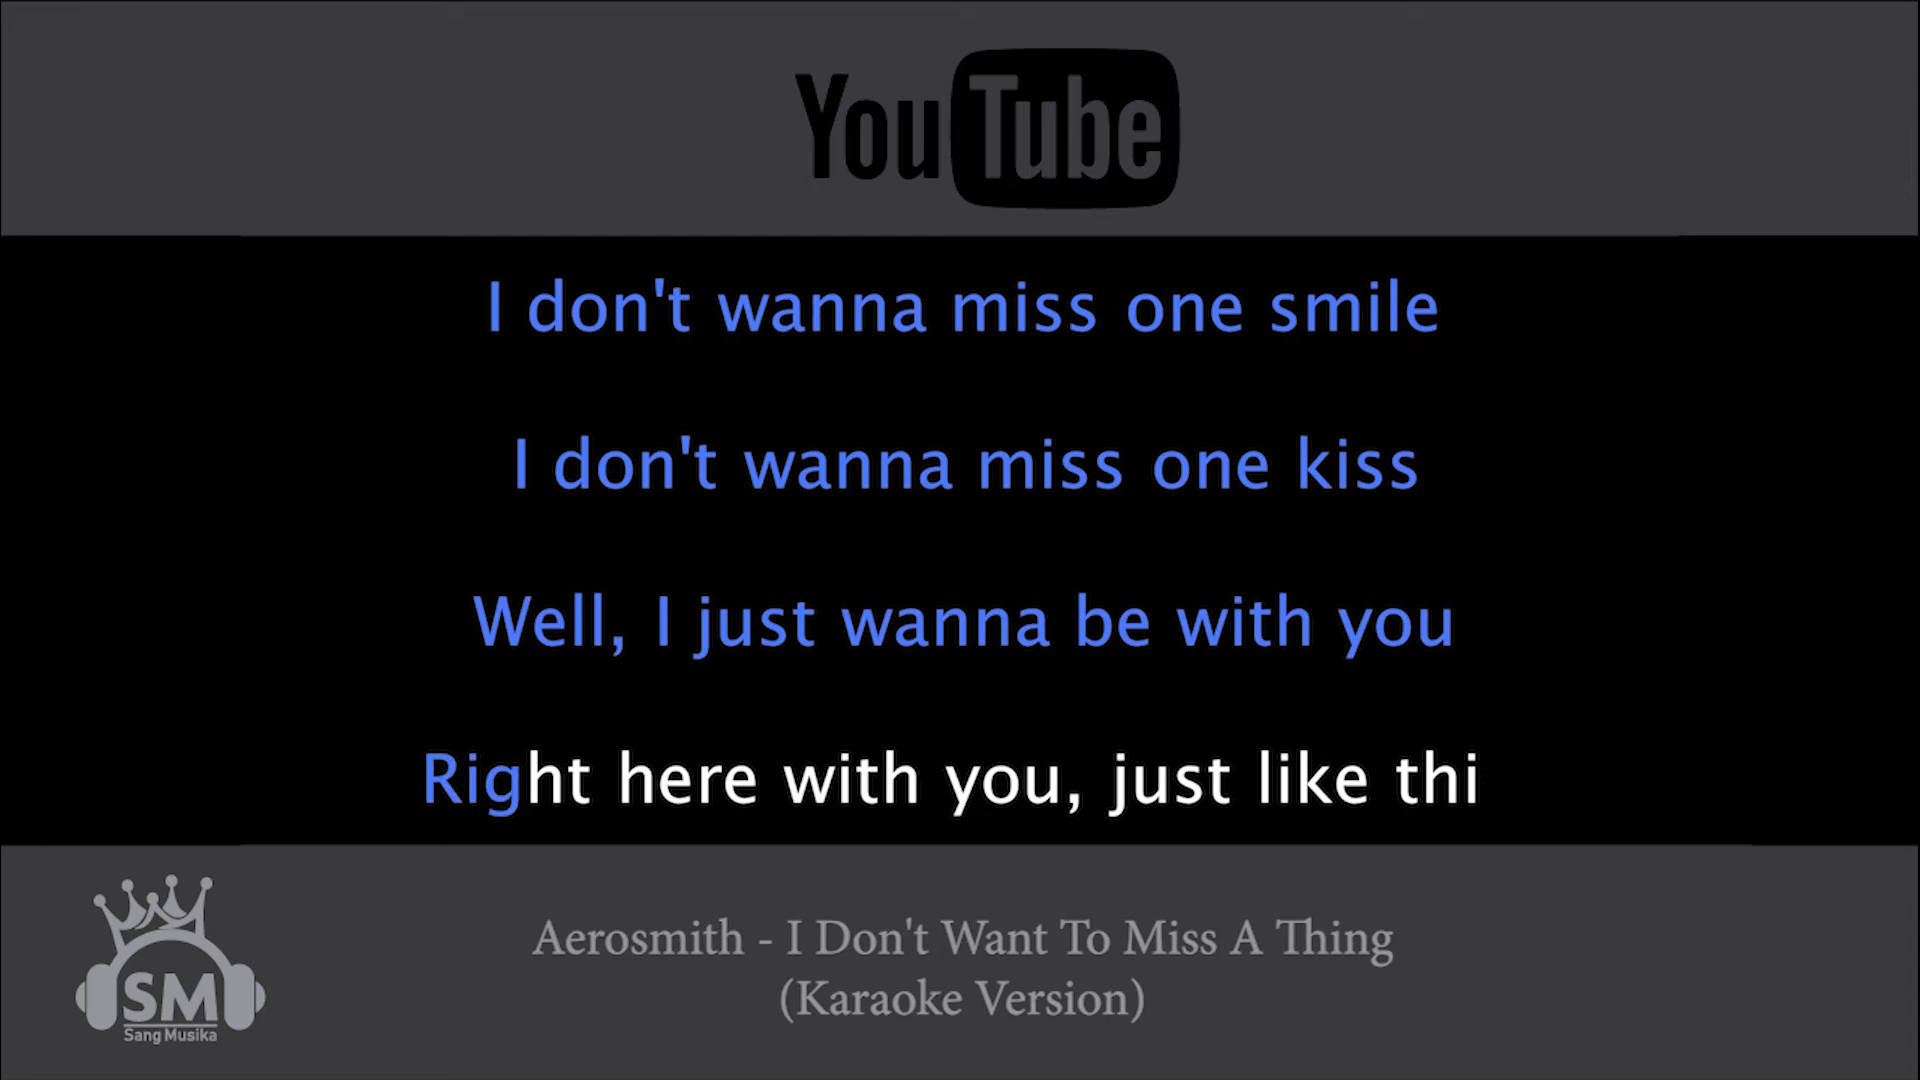 YouTube
I don't wanna miss one smile
I don't wanna miss one kiss
Well, I just wanna be with you
Right here with you, just like thi
SM
Sang Musika
Aerosmith - I Don't Want To Miss A Thing
(Karaoke Version)